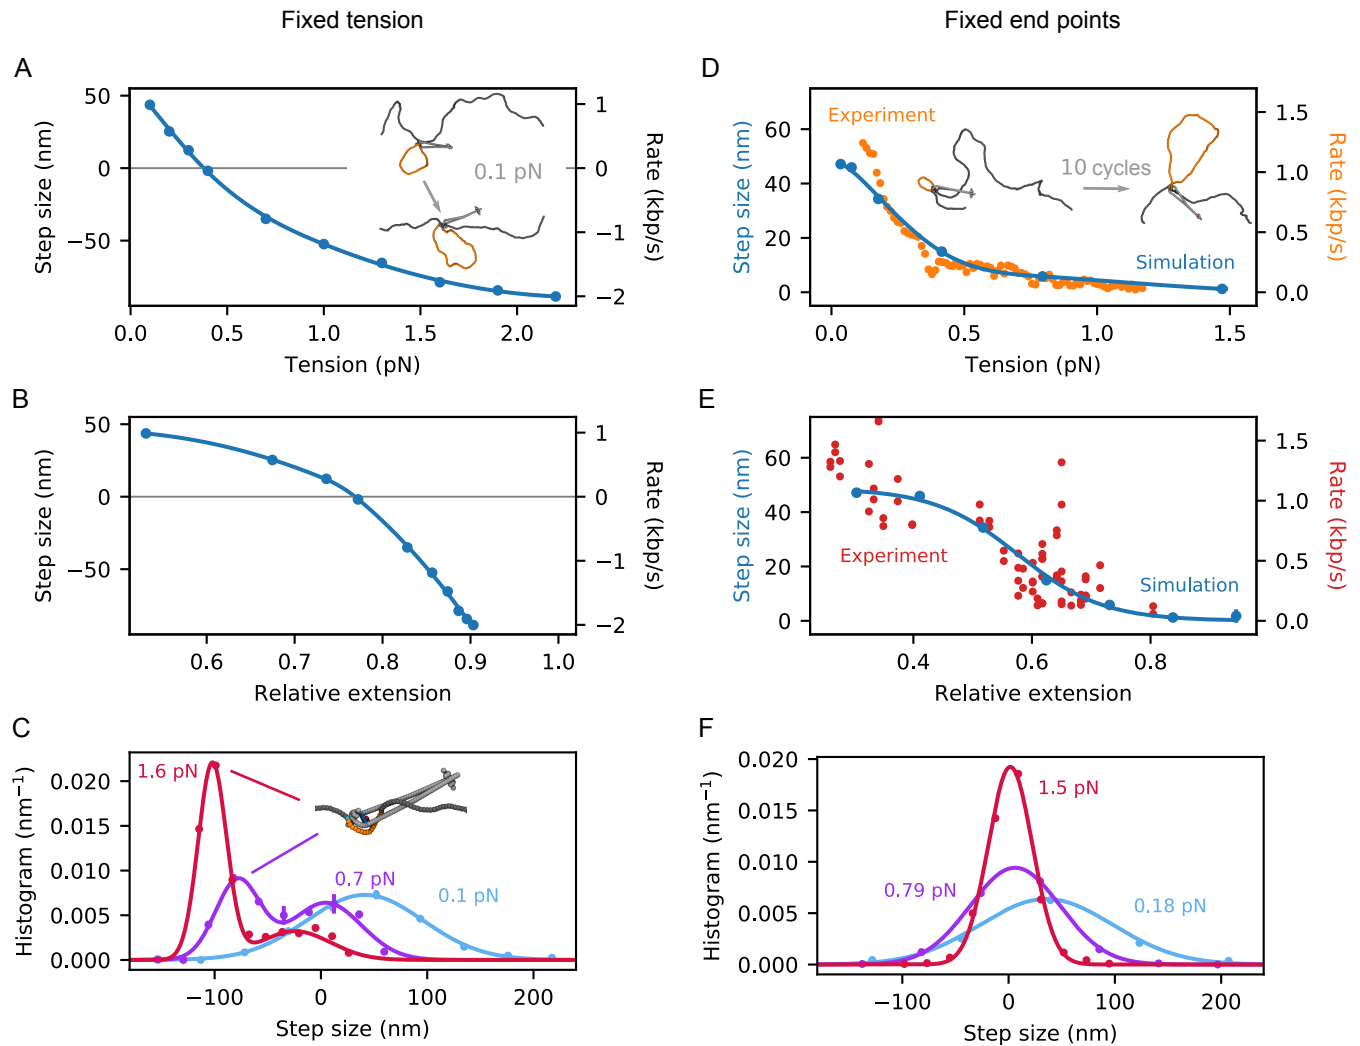 Fixed tension
Fixed end points
A
50
0
−50
Step size (nm)
1
0
−1
−2
Rate (kbp/s)
0.1 pN
0.0
0.5
1.0
1.5
2.0
Tension (pN)
D
60
40
20
0
Step size (nm)
1.5
1.0
0.5
0.0
Rate (kbp/s)
Experiment
10 cycles
Simulation
0.0
0.5
1.0
1.5
Tension (pN)
B
50
0
−50
Step size (nm)
1
0
−1
−2
Rate (kbp/s)
0.6
0.7
0.8
0.9
1.0
Relative extension
E
60
40
20
0
Step size (nm)
1.5
1.0
0.5
0.0
Rate (kbp/s)
Experiment
Simulation
0.4
0.6
0.8
Relative extension
C
0.020
0.015
0.010
0.005
0.000
Histogram (nm⁻¹)
1.6 pN
0.7 pN
0.1 pN
−100
0
100
200
Step size (nm)
F
0.020
0.015
0.010
0.005
0.000
Histogram (nm⁻¹)
1.5 pN
0.79 pN
0.18 pN
−100
0
100
200
Step size (nm)